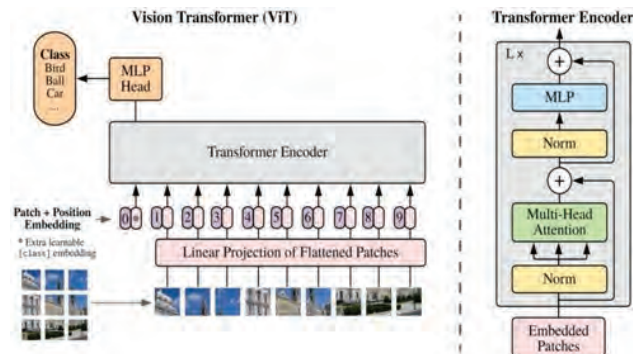 Vision Transformer (ViT)
Class
Bird
Ball
Car
...
MLP
Head
Transformer Encoder
Patch + Position
Embedding
0 * 1 2 3 4 5 6 7 8 9
* Extra learnable
[class] embedding
Linear Projection of Flattened Patches
Transformer Encoder
L x
+
MLP
Norm
+
Multi-Head
Attention
Norm
Embedded
Patches